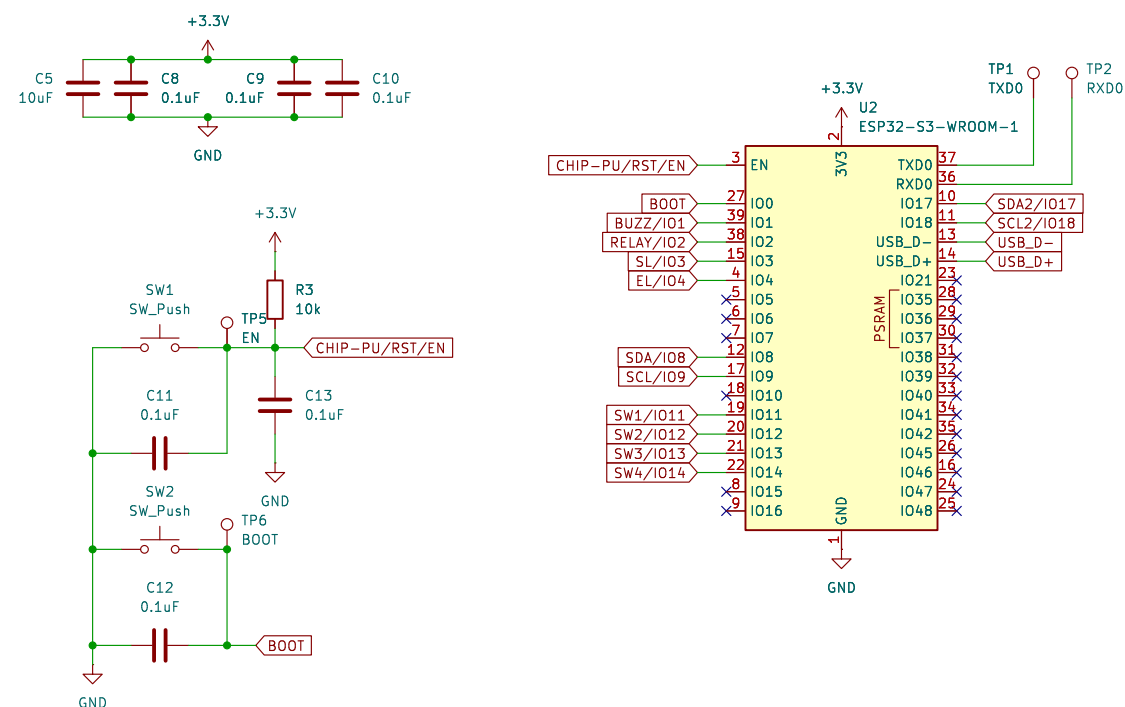 +3.3V
C5
10uF
C8
0.1uF
C9
0.1uF
C10
0.1uF
GND
+3.3V
R3
10k
SW1
SW_Push
TP5
EN
CHIP-PU/RST/EN
C11
0.1uF
C13
0.1uF
GND
SW2
SW_Push
TP6
BOOT
C12
0.1uF
BOOT
GND
TP1
TXD0
TP2
RXD0
+3.3V
U2
ESP32-S3-WROOM-1
2
3V3
CHIP-PU/RST/EN 3 EN
BOOT 27 IO0
BUZZ/IO1 39 IO1
RELAY/IO2 38 IO2
SL/IO3 15 IO3
EL/IO4 4 IO4
5 IO5
6 IO6
7 IO7
SDA/IO8 12 IO8
SCL/IO9 17 IO9
18 IO10
SW1/IO11 19 IO11
SW2/IO12 20 IO12
SW3/IO13 21 IO13
SW4/IO14 22 IO14
8 IO15
9 IO16
TXD0 37
RXD0 36
IO17 10 SDA2/IO17
IO18 11 SCL2/IO18
USB_D- 13 USB_D-
USB_D+ 14 USB_D+
IO21 23
PSRAM
IO35 28
IO36 29
IO37 30
IO38 31
IO39 32
IO40 33
IO41 34
IO42 35
IO45 26
IO46 16
IO47 24
IO48 25
GND
1
GND